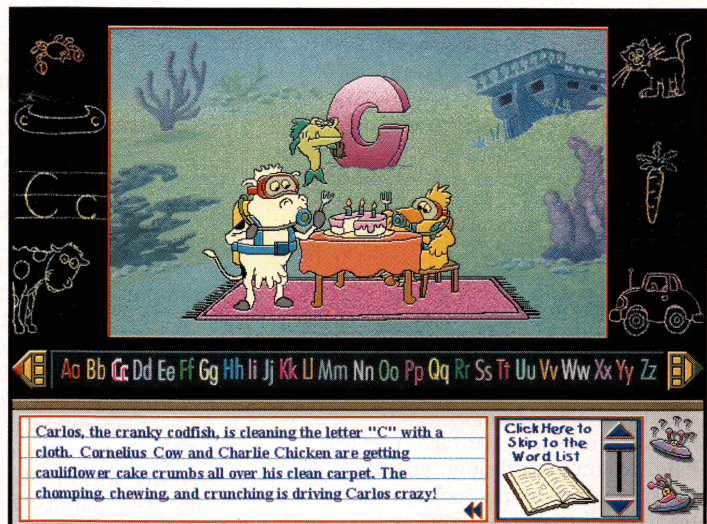 C
C c
Aa Bb Cc Dd Ee Ff Gg Hh Ii Jj Kk Ll Mm Nn Oo Pp Qq Rr Ss Tt Uu Vv Ww Xx Yy Zz
Carlos, the cranky codfish, is cleaning the letter "C" with a
cloth. Cornelius Cow and Charlie Chicken are getting
cauliflower cake crumbs all over his clean carpet. The
chomping, chewing, and crunching is driving Carlos crazy!
Click Here to
Skip to the
Word List
? ? ? ? ?